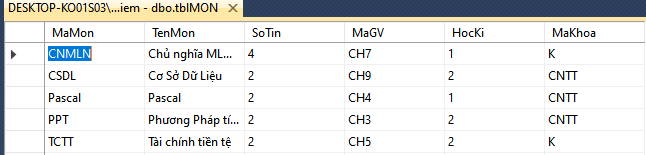 DESKTOP-KO01S03\...iem - dbo.tblMON
MaMon TenMon SoTin MaGV HocKi MaKhoa
CNMLN Chủ nghĩa ML... 4 CH7 1 K
CSDL Cơ Sở Dữ Liệu 2 CH9 2 CNTT
Pascal Pascal 2 CH4 1 CNTT
PPT Phương Pháp tí... 2 CH3 2 CNTT
TCTT Tài chính tiền tệ 2 CH5 2 K